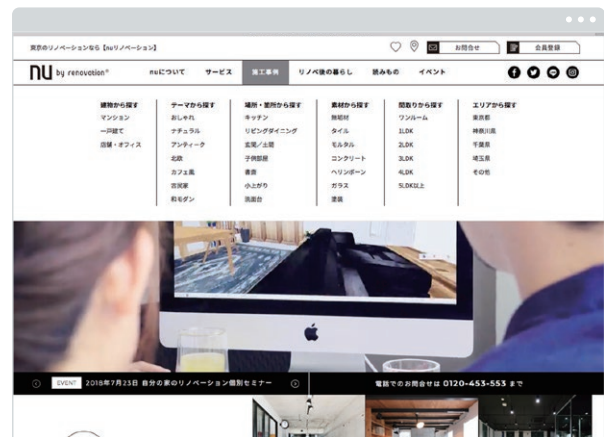 東京のリノベーションなら【nuリノベーション】
お問合せ
会員登録
nu by renovation®
nuについて
サービス
施工事例
リノベ後の暮らし
読みもの
イベント
建物から探す
マンション
一戸建て
店舗・オフィス
テーマから探す
おしゃれ
ナチュラル
アンティーク
北欧
カフェ風
古民家
和モダン
場所・箇所から探す
キッチン
リビングダイニング
玄関/土間
子供部屋
書斎
小上がり
洗面台
素材から探す
無垢材
タイル
モルタル
コンクリート
ヘリンボーン
ガラス
塗装
間取りから探す
ワンルーム
1LDK
2LDK
3LDK
4LDK
5LDK以上
エリアから探す
東京都
神奈川県
千葉県
埼玉県
その他
EVENT
2018年7月23日 自分の家のリノベーション個別セミナー
電話でのお問合せは 0120-453-553 まで